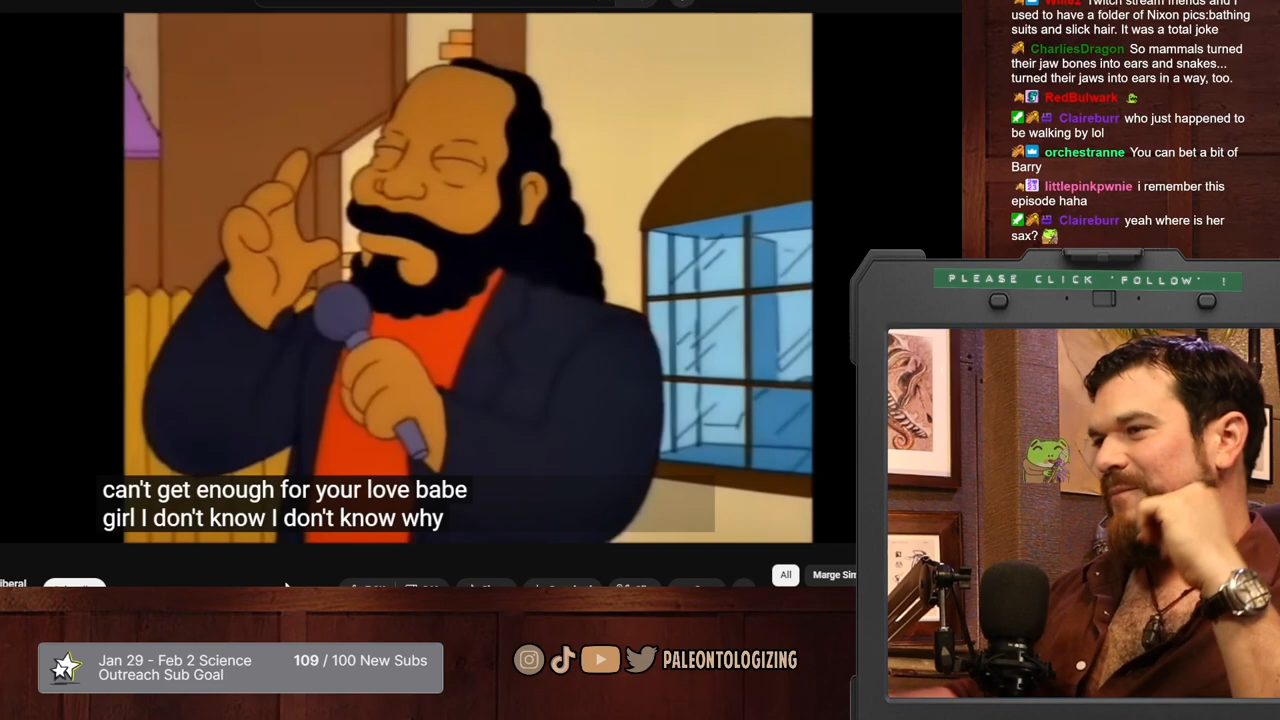 Twitch stream friends and I
used to have a folder of Nixon pics:bathing
suits and slick hair. It was a total joke
CharliesDragon So mammals turned
their jaw bones into ears and snakes...
turned their jaws into ears in a way, too.
RedBulwark
Claireburr who just happened to
be walking by lol
orchestranne You can bet a bit of
Barry
littlepinkpwnie i remember this
episode haha
Claireburr yeah where is her
sax?
PLEASE CLICK 'FOLLOW' !
can't get enough for your love babe
girl I don't know I don't know why
All
Marge Sim
Jan 29 - Feb 2 Science
Outreach Sub Goal
109 / 100 New Subs
PALEONTOLOGIZING